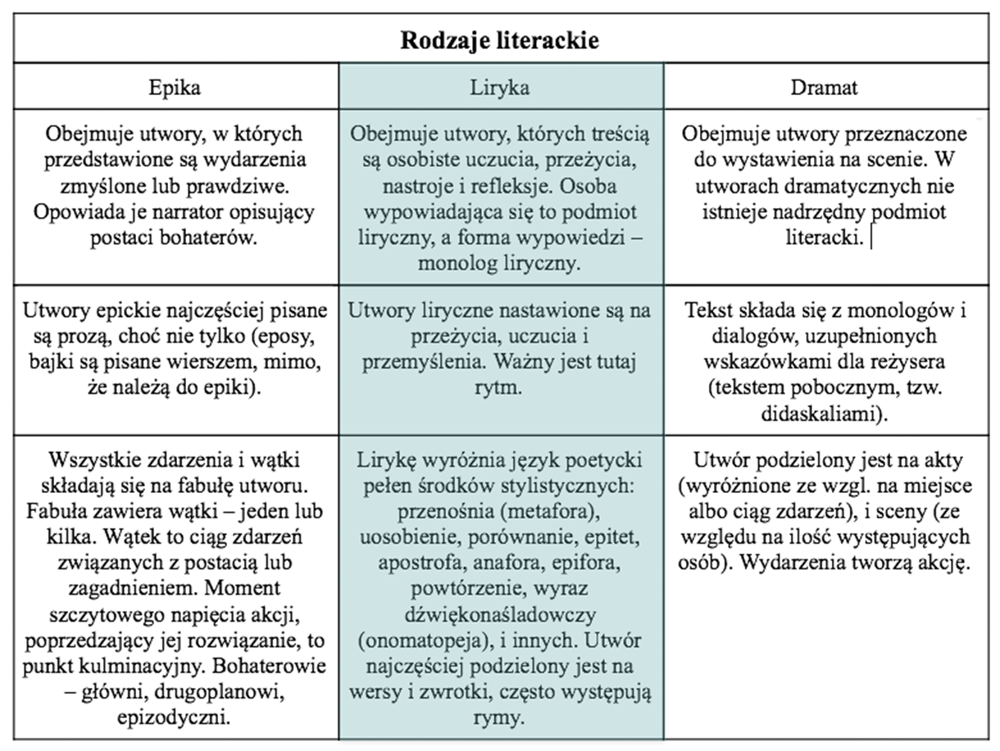 Rodzaje literackie
Epika
Liryka
Dramat
Obejmuje utwory, w których
przedstawione są wydarzenia
zmyślone lub prawdziwe.
Opowiada je narrator opisujący
postaci bohaterów.
Obejmuje utwory, których treścią
są osobiste uczucia, przeżycia,
nastroje i refleksje. Osoba
wypowiadająca się to podmiot
liryczny, a forma wypowiedzi –
monolog liryczny.
Obejmuje utwory przeznaczone
do wystawienia na scenie. W
utworach dramatycznych nie
istnieje nadrzędny podmiot
literacki.
Utwory epickie najczęściej pisane
są prozą, choć nie tylko (eposy,
bajki są pisane wierszem, mimo,
że należą do epiki).
Utwory liryczne nastawione są na
przeżycia, uczucia i
przemyślenia. Ważny jest tutaj
rytm.
Tekst składa się z monologów i
dialogów, uzupełnionych
wskazówkami dla reżysera
(tekstem pobocznym, tzw.
didaskaliami).
Wszystkie zdarzenia i wątki
składają się na fabułę utworu.
Fabuła zawiera wątki – jeden lub
kilka. Wątek to ciąg zdarzeń
związanych z postacią lub
zagadnieniem. Moment
szczytowego napięcia akcji,
poprzedzający jej rozwiązanie, to
punkt kulminacyjny. Bohaterowie
– główni, drugoplanowi,
epizodyczni.
Lirykę wyróżnia język poetycki
pełen środków stylistycznych:
przenośnia (metafora),
uosobienie, porównanie, epitet,
apostrofa, anafora, epifora,
powtórzenie, wyraz
dźwiękonaśladowczy
(onomatopeja), i innych. Utwór
najczęściej podzielony jest na
wersy i zwrotki, często występują
rymy.
Utwór podzielony jest na akty
(wyróżnione ze wzgl. na miejsce
albo ciąg zdarzeń), i sceny (ze
względu na ilość występujących
osób). Wydarzenia tworzą akcję.